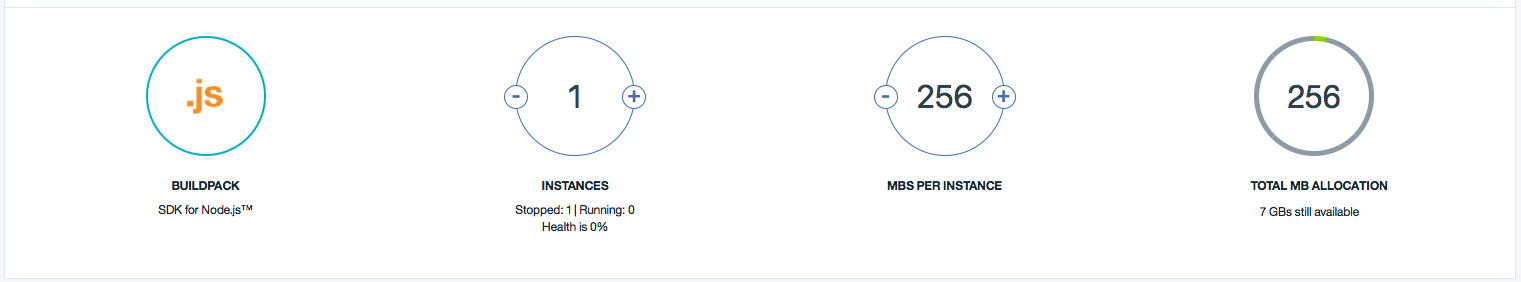 .js
BUILDPACK
SDK for Node.js™
-
1
+
INSTANCES
Stopped: 1 | Running: 0
Health is 0%
-
256
+
MBS PER INSTANCE
256
TOTAL MB ALLOCATION
7 GBs still available